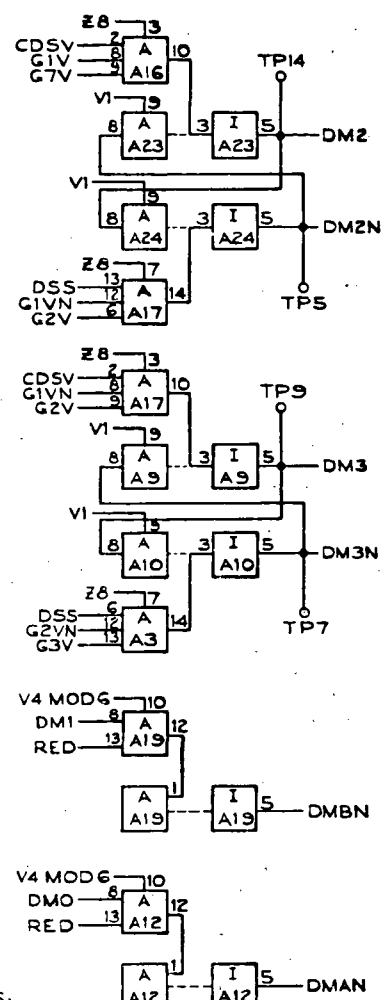 Z8 3
CDSV 2 A 10 TP14
G1V 8 A16
G7V 9
V1 9
8 A 3 I 5 DM2
A23 A23
V1 9
8 A 3 I 5 DM2N
A24 A24
Z8 7
DSS 13 A 14 TP5
G1VN 12 A17
G2V 6
Z8 3
CDSV 2 A 10 TP9
G1VN 8 A17
G2V 9
V1 9
8 A 3 I 5 DM3
A9 A9
V1 9
8 A 3 I 5 DM3N
A10 A10
Z8 7
DSS 6 A 14 TP7
G2VN 12 A3
G3V 13
V4 MOD6 10
DM1 8 A 12
RED 13 A19
A 1 I 5 DMBN
A19 A19
V4 MOD6 10
DM0 8 A 12
RED 13 A12
A 1 I 5 DMAN
A12 A12